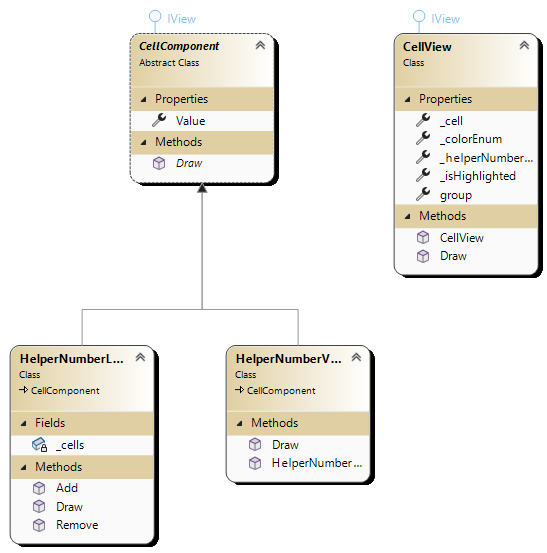 IView
CellComponent
Abstract Class
Properties
Value
Methods
Draw
IView
CellView
Class
Properties
_cell
_colorEnum
_helperNumber...
_isHighlighted
group
Methods
CellView
Draw
HelperNumberL...
Class
CellComponent
Fields
_cells
Methods
Add
Draw
Remove
HelperNumberV...
Class
CellComponent
Methods
Draw
HelperNumber...